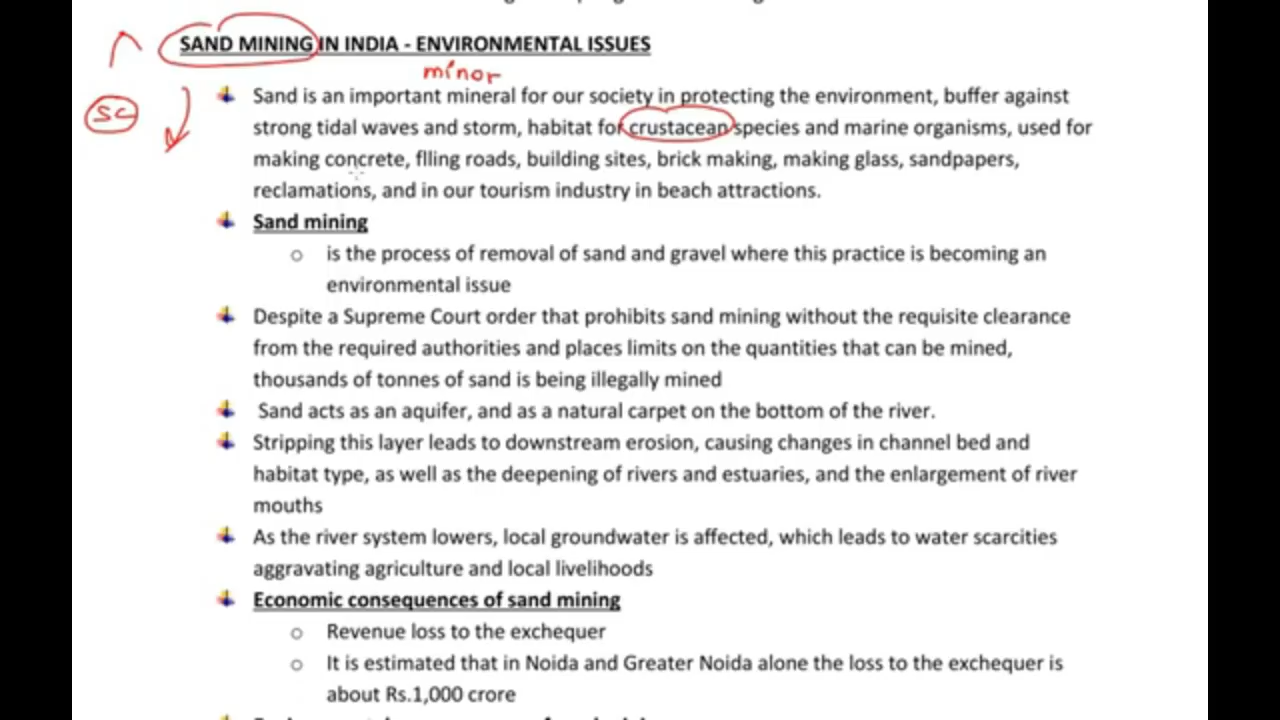 SAND MINING IN INDIA - ENVIRONMENTAL ISSUES
minor
Sand is an important mineral for our society in protecting the environment, buffer against
SC
strong tidal waves and storm, habitat for crustacean species and marine organisms, used for
making concrete, flling roads, building sites, brick making, making glass, sandpapers,
reclamations, and in our tourism industry in beach attractions.
Sand mining
o is the process of removal of sand and gravel where this practice is becoming an
environmental issue
Despite a Supreme Court order that prohibits sand mining without the requisite clearance
from the required authorities and places limits on the quantities that can be mined,
thousands of tonnes of sand is being illegally mined
Sand acts as an aquifer, and as a natural carpet on the bottom of the river.
Stripping this layer leads to downstream erosion, causing changes in channel bed and
habitat type, as well as the deepening of rivers and estuaries, and the enlargement of river
mouths
As the river system lowers, local groundwater is affected, which leads to water scarcities
aggravating agriculture and local livelihoods
Economic consequences of sand mining
o Revenue loss to the exchequer
o It is estimated that in Noida and Greater Noida alone the loss to the exchequer is
about Rs.1,000 crore